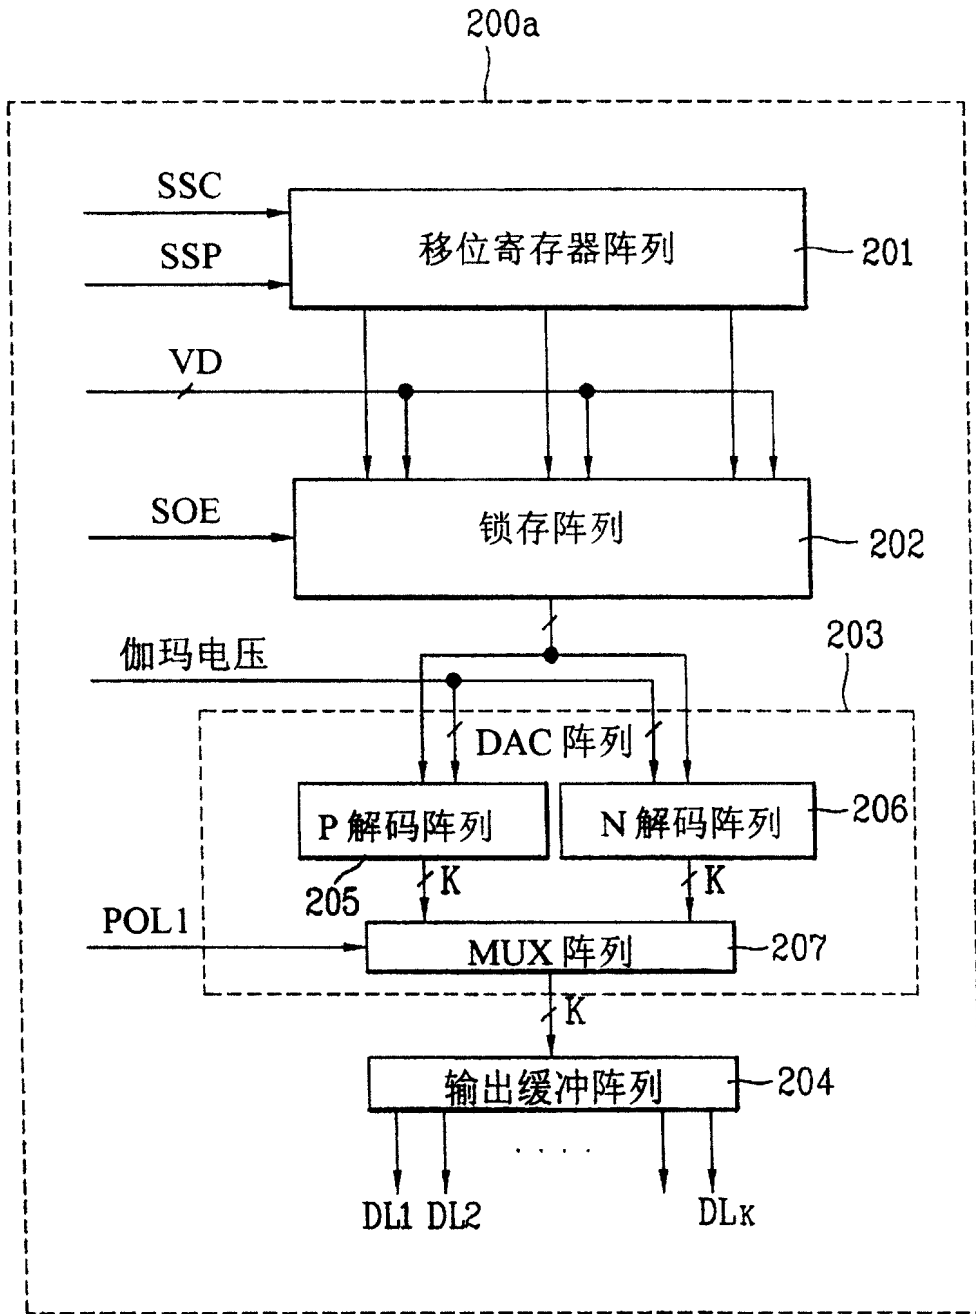 200a
SSC
移位寄存器阵列
201
SSP
VD
SOE
锁存阵列
202
伽玛电压
203
DAC 阵列
P 解码阵列
N 解码阵列
206
205
K
K
POL1
MUX 阵列
207
K
输出缓冲阵列
204
. . . .
DL1
DL2
DLK